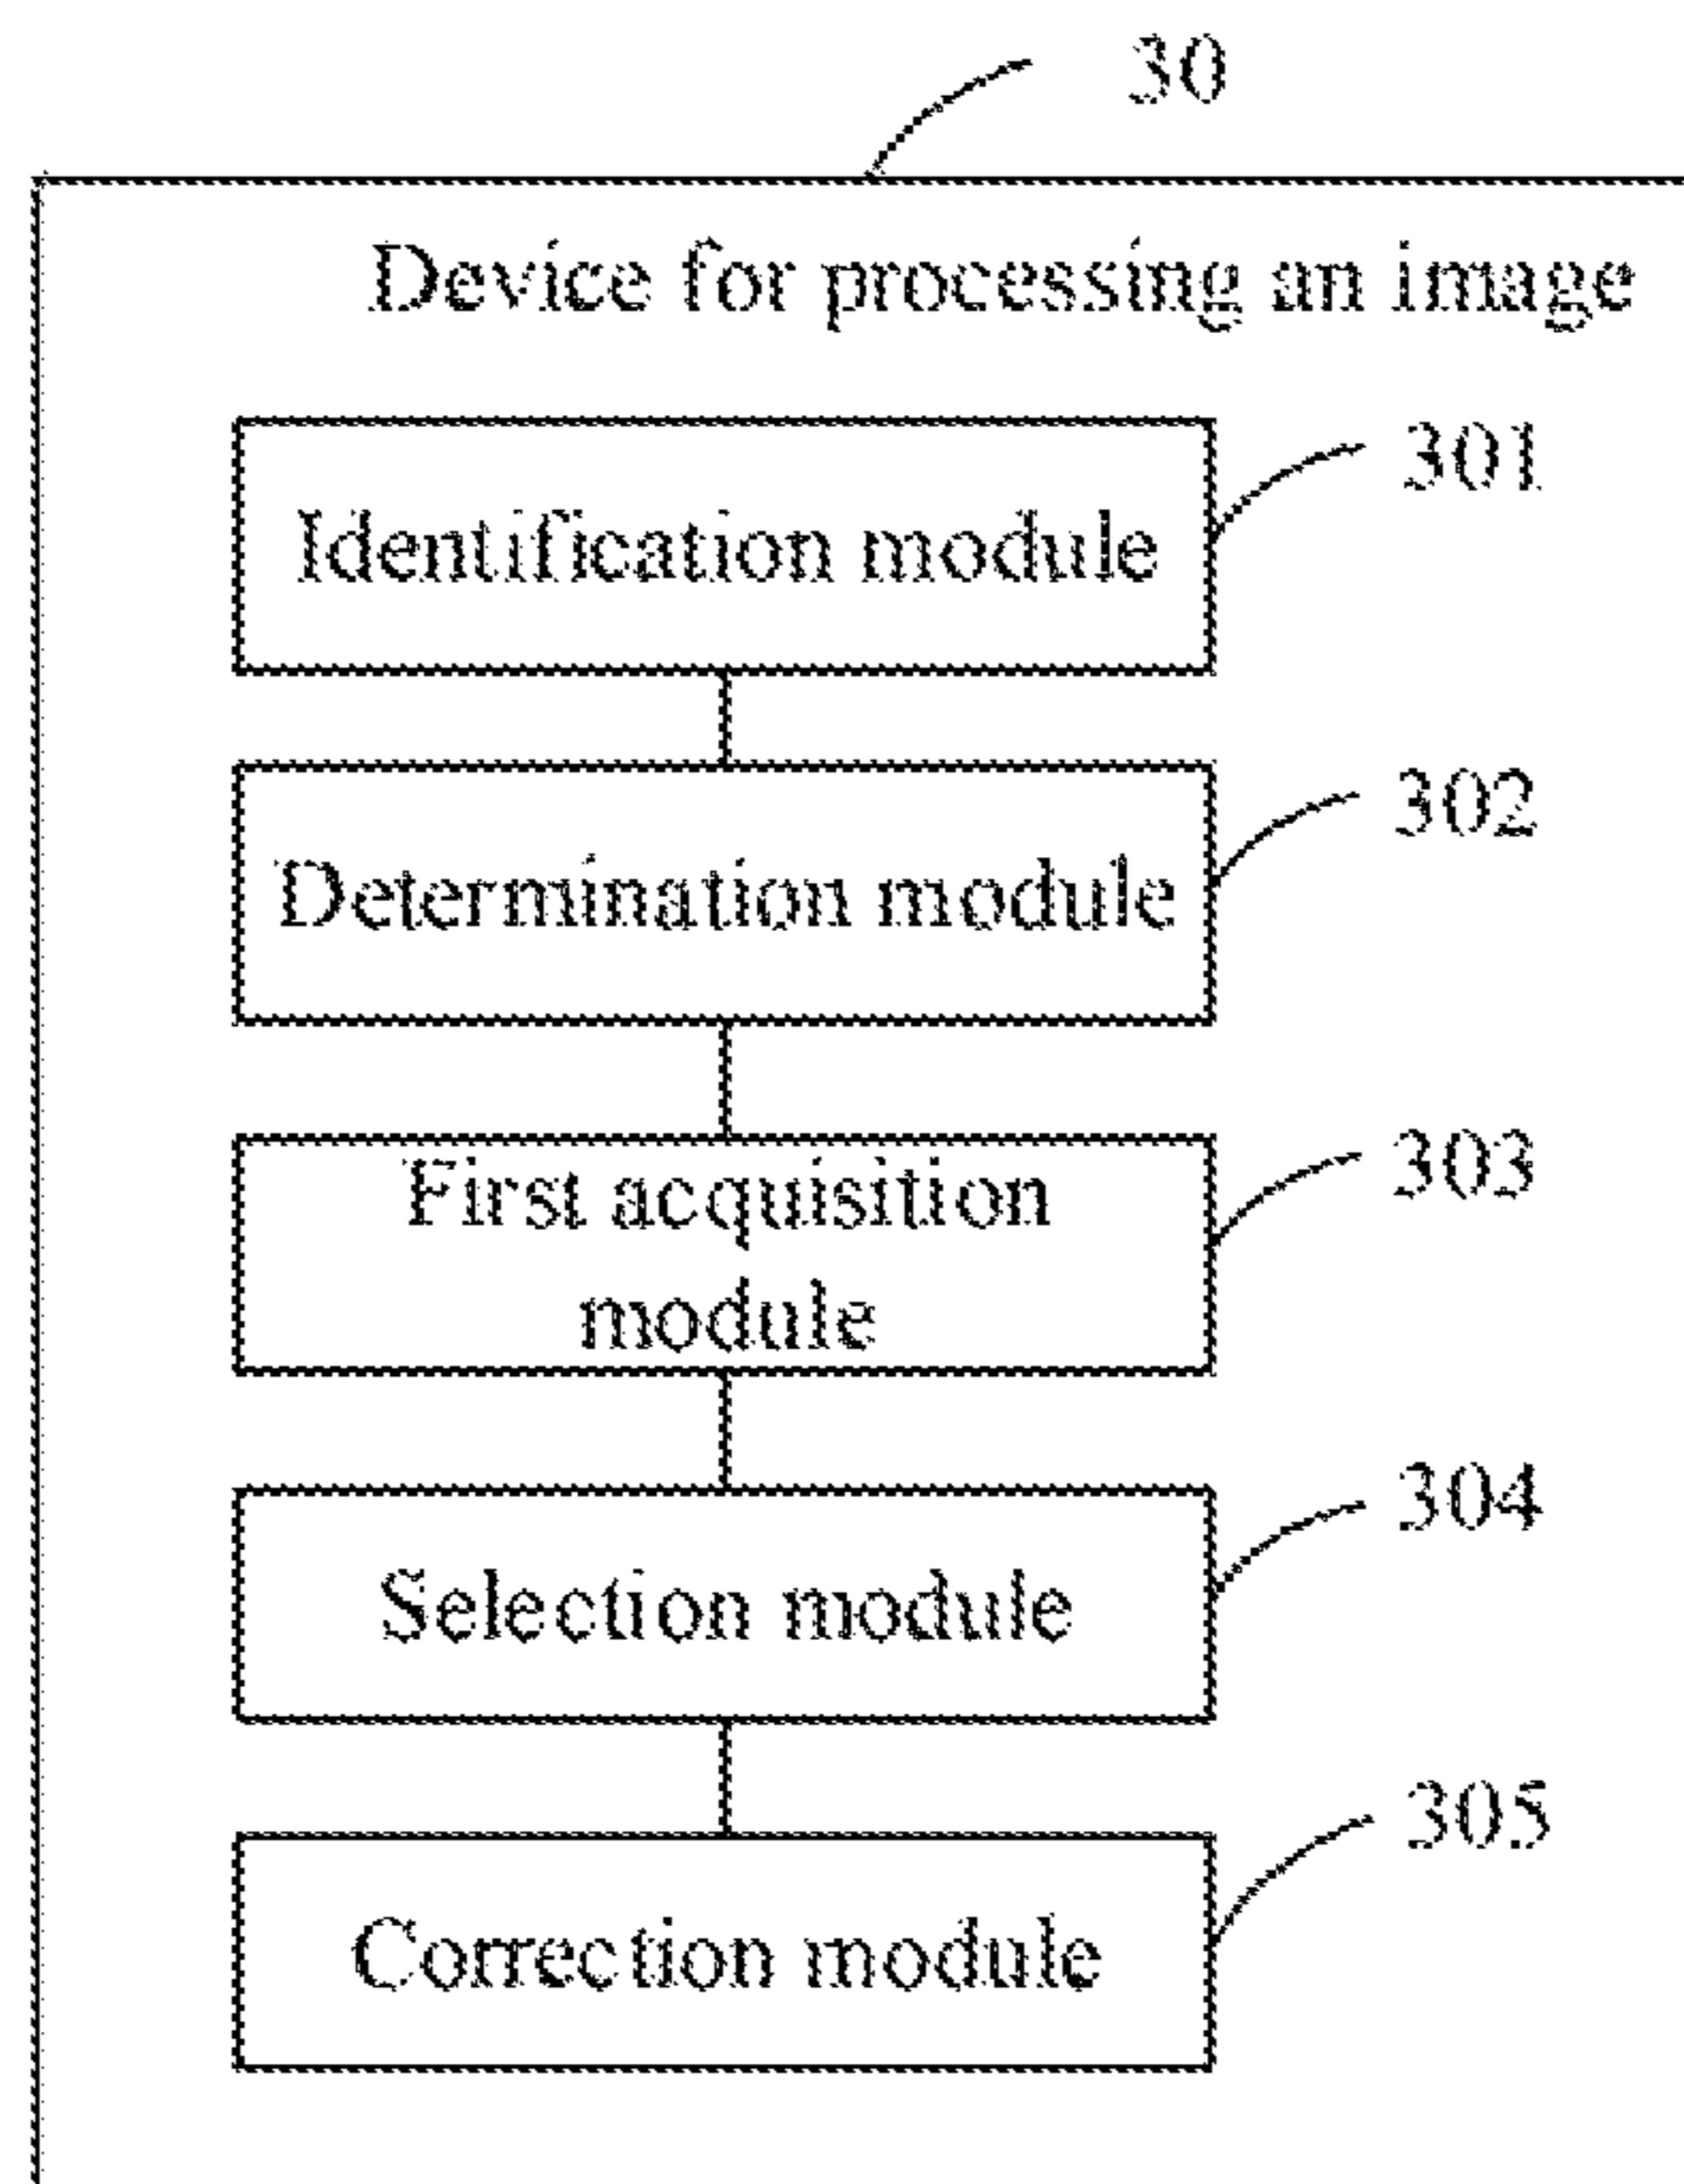 30
Device for processing an image
301
Identification module
302
Determination module
303
First acquisition
module
304
Selection module
305
Correction module